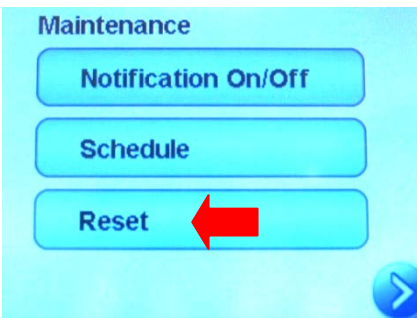 Maintenance
Notification On/Off
Schedule
Reset